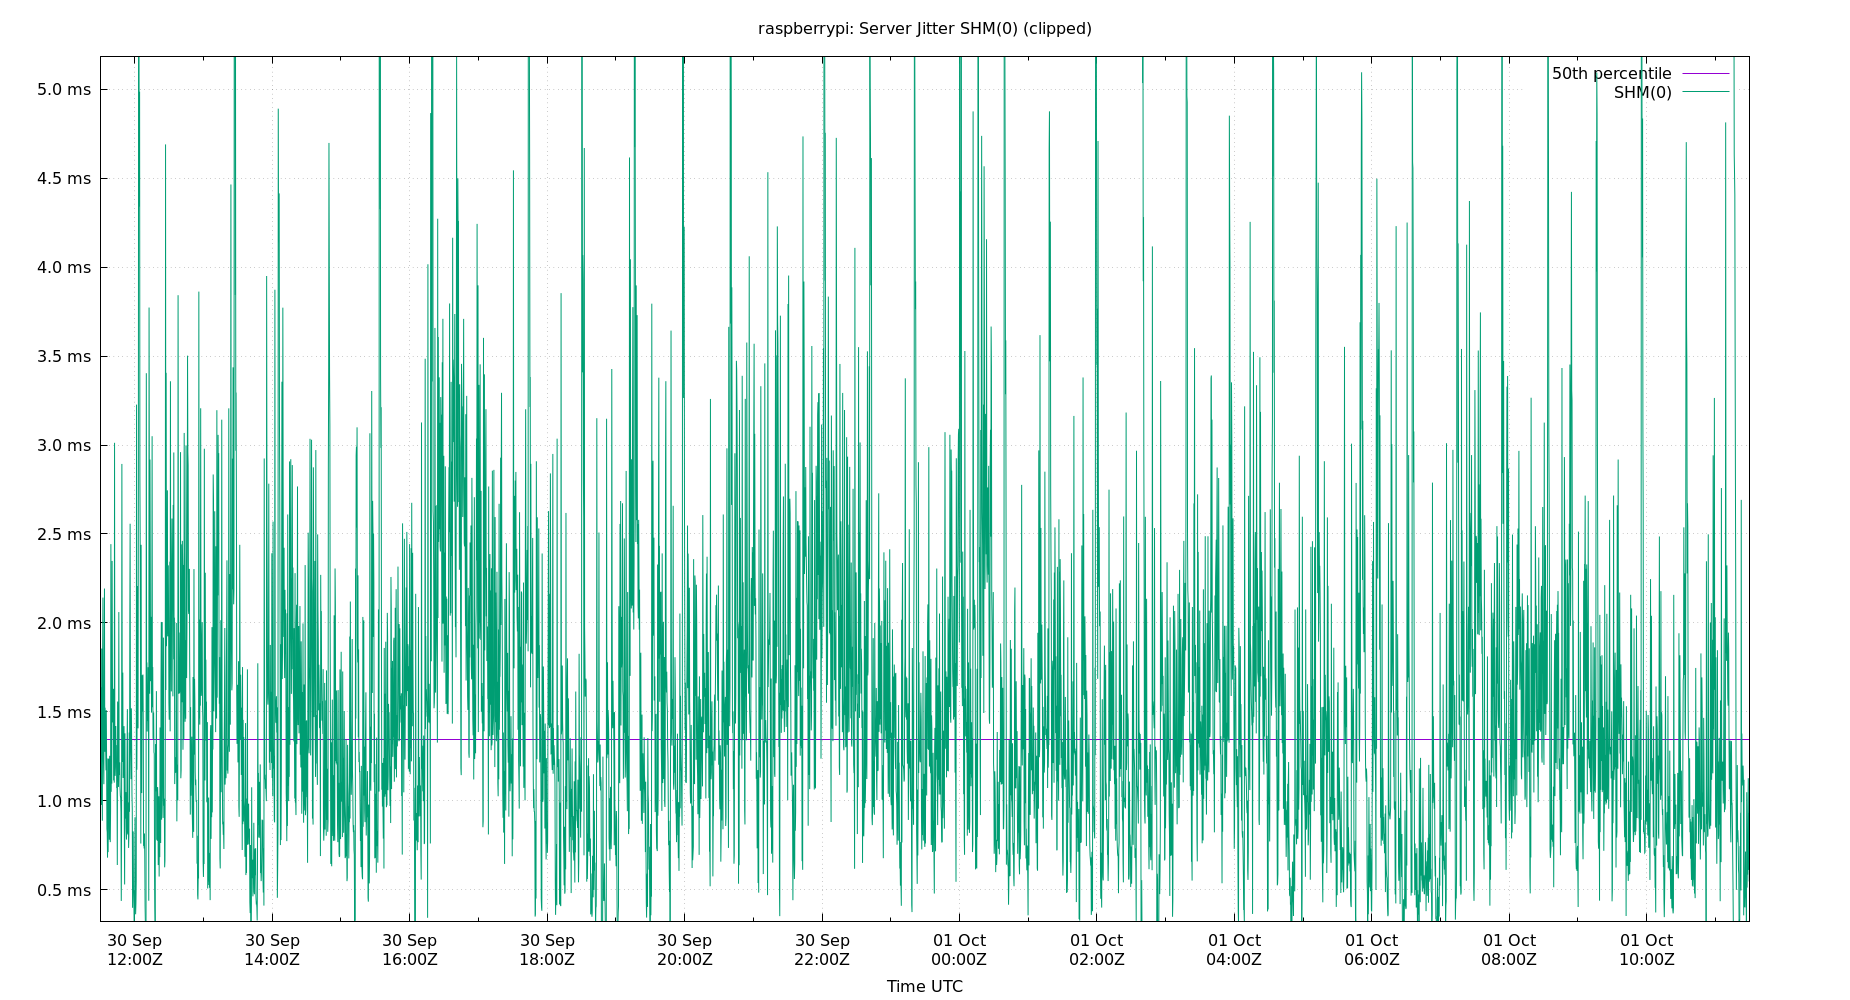 raspberrypi: Server Jitter SHM(0) (clipped)
50th percentile
SHM(0)
5.0 ms
4.5 ms
4.0 ms
3.5 ms
3.0 ms
2.5 ms
2.0 ms
1.5 ms
1.0 ms
0.5 ms
30 Sep 30 Sep 30 Sep 30 Sep 30 Sep 30 Sep 01 Oct 01 Oct 01 Oct 01 Oct 01 Oct 01 Oct
12:00Z 14:00Z 16:00Z 18:00Z 20:00Z 22:00Z 00:00Z 02:00Z 04:00Z 06:00Z 08:00Z 10:00Z
Time UTC